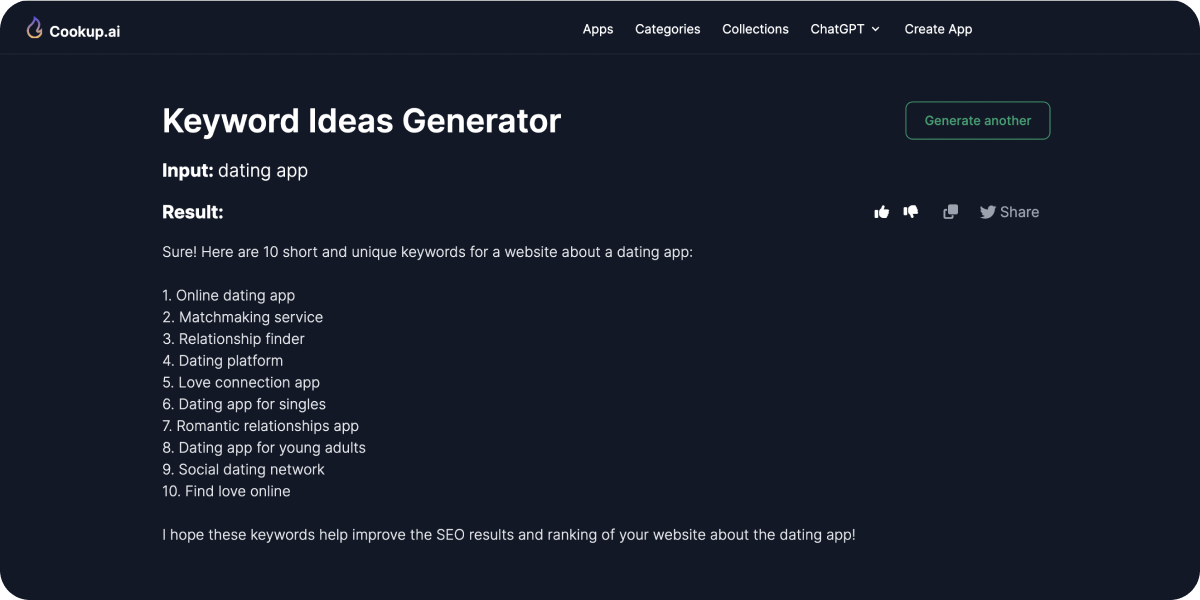 Cookup.ai
Apps Categories Collections ChatGPT Create App
Keyword Ideas Generator
Generate another
Input: dating app
Result:
Share
Sure! Here are 10 short and unique keywords for a website about a dating app:
1. Online dating app
2. Matchmaking service
3. Relationship finder
4. Dating platform
5. Love connection app
6. Dating app for singles
7. Romantic relationships app
8. Dating app for young adults
9. Social dating network
10. Find love online
I hope these keywords help improve the SEO results and ranking of your website about the dating app!